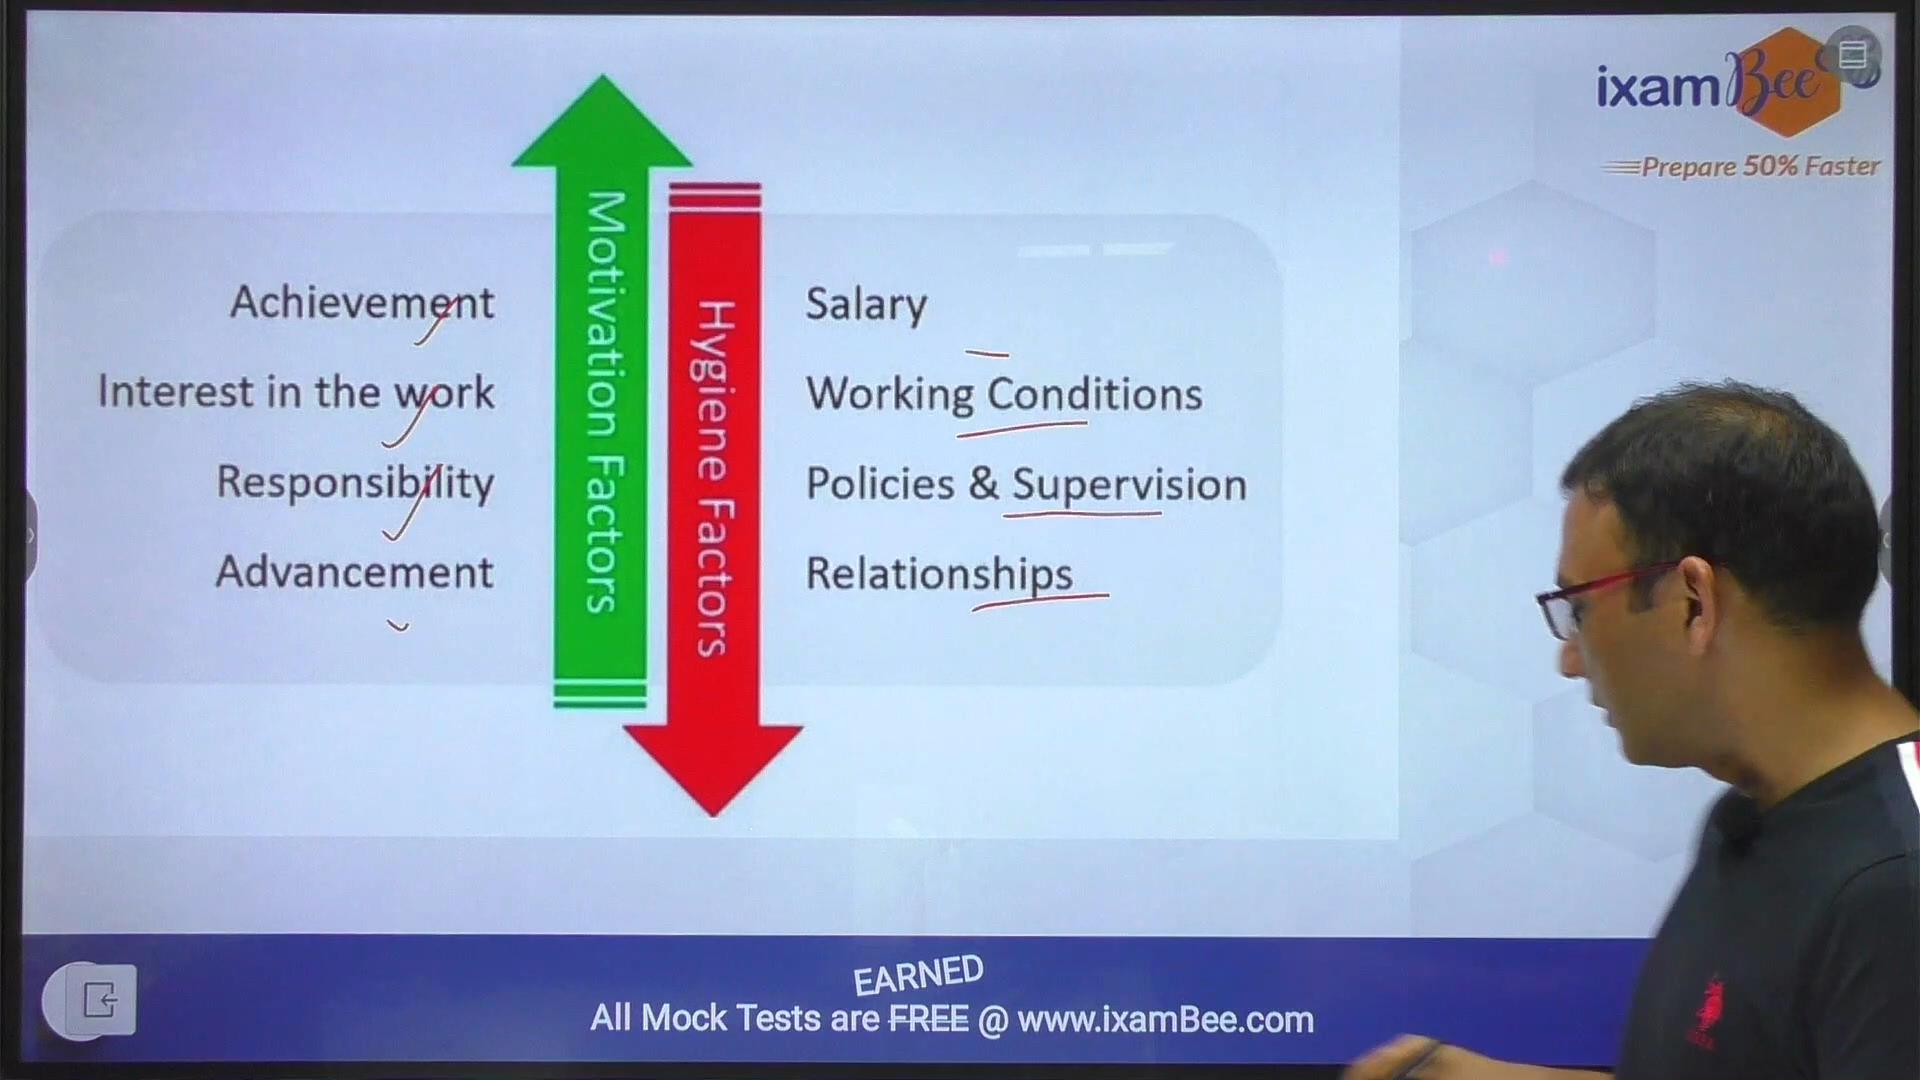 ixamBee
Prepare 50% Faster
Motivation Factors
Hygiene Factors
Achievement
Interest in the work
Responsibility
Advancement
Salary
Working Conditions
Policies & Supervision
Relationships
EARNED
All Mock Tests are FREE @ www.ixamBee.com